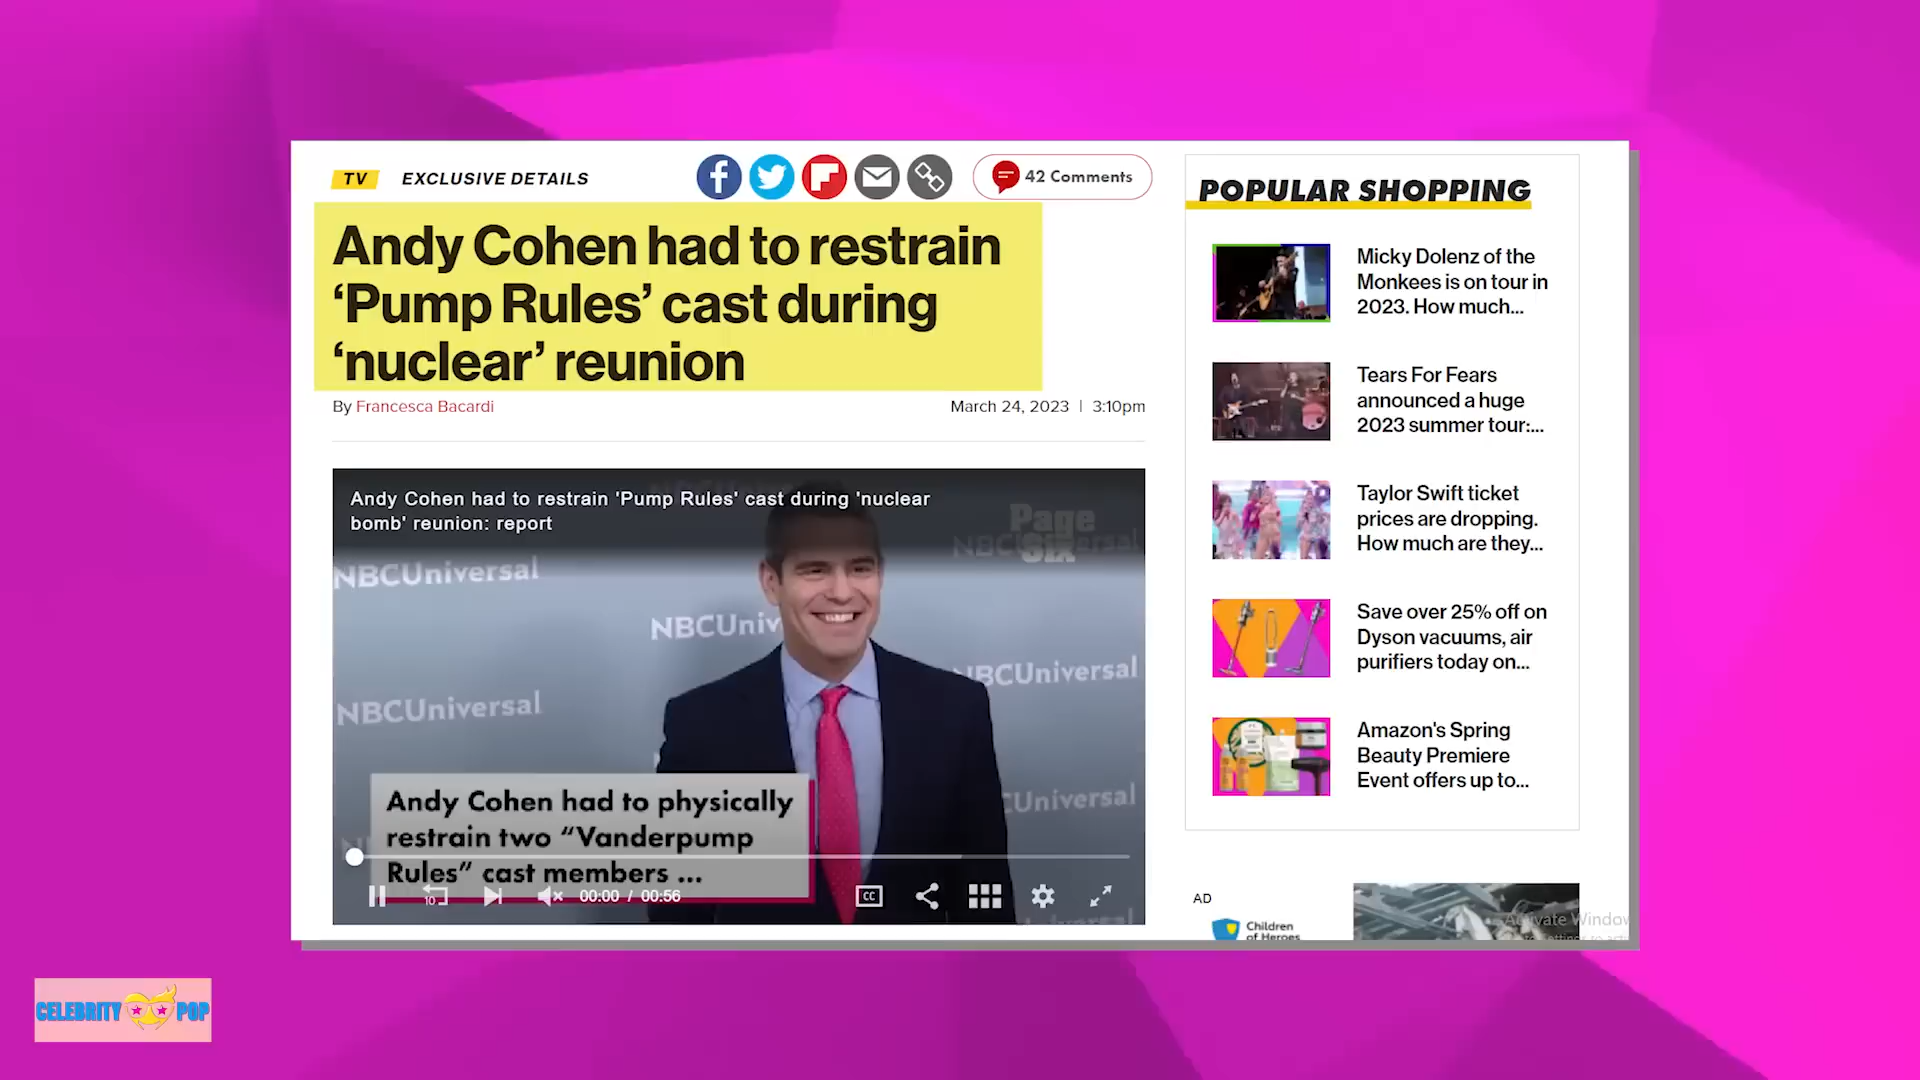 TV EXCLUSIVE DETAILS
42 Comments
Andy Cohen had to restrain
‘Pump Rules’ cast during
‘nuclear’ reunion
By Francesca Bacardi
March 24, 2023 | 3:10pm
Andy Cohen had to restrain 'Pump Rules' cast during 'nuclear
bomb' reunion: report
Page
Six
NBCUniversal
NBCUniv
NBCUniversal
NBCUniversal
CUniversal
Andy Cohen had to physically
restrain two “Vanderpump
Rules” cast members ...
10
00:00 / 00:56
CC
POPULAR SHOPPING
Micky Dolenz of the
Monkees is on tour in
2023. How much...
Tears For Fears
announced a huge
2023 summer tour:...
Taylor Swift ticket
prices are dropping.
How much are they...
Save over 25% off on
Dyson vacuums, air
purifiers today on...
Amazon's Spring
Beauty Premiere
Event offers up to...
AD
Children
of Heroes
Activate Window
CELEBRITY POP